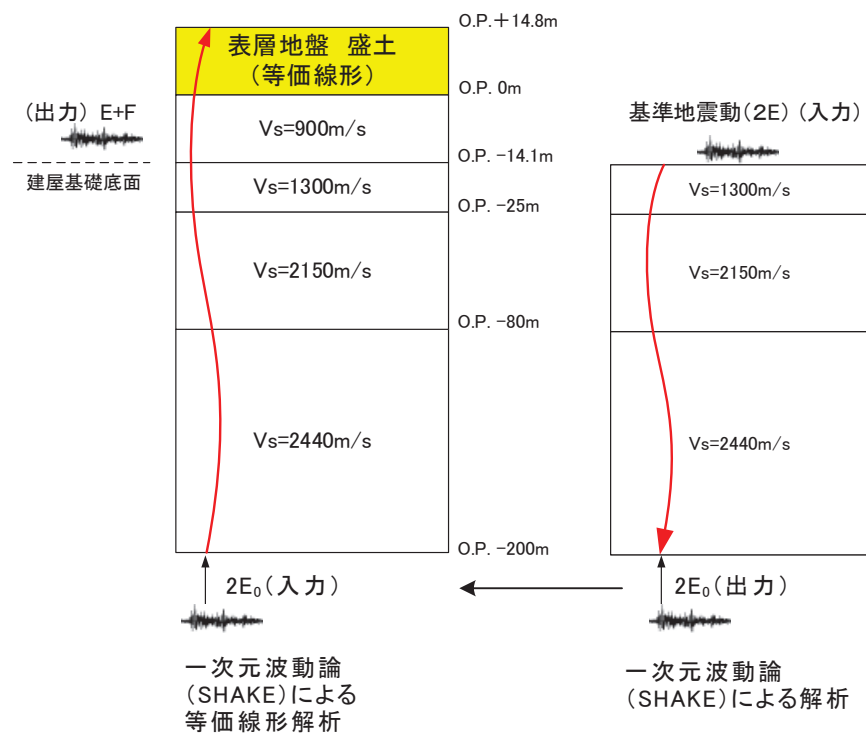 O.P.＋14.8m
表層地盤 盛土
(等価線形)
O.P. 0m
(出力) E+F
Vs=900m/s
O.P. -14.1m
建屋基礎底面
Vs=1300m/s
O.P. -25m
Vs=2150m/s
O.P. -80m
Vs=2440m/s
O.P. -200m
2E₀(入力)
一次元波動論
(SHAKE)による
等価線形解析
基準地震動(2E) (入力)
Vs=1300m/s
Vs=2150m/s
Vs=2440m/s
2E₀(出力)
一次元波動論
(SHAKE)による解析